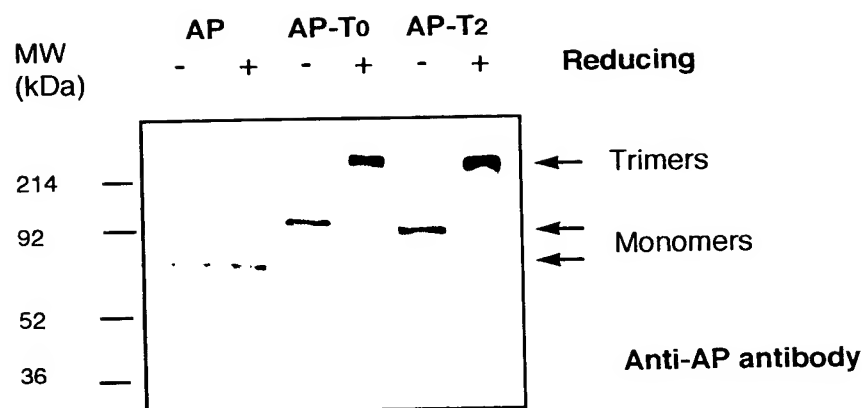 AP AP-T0 AP-T2
MW
(kDa)
- + - + - + Reducing
Trimers
214
92
Monomers
52
Anti-AP antibody
36